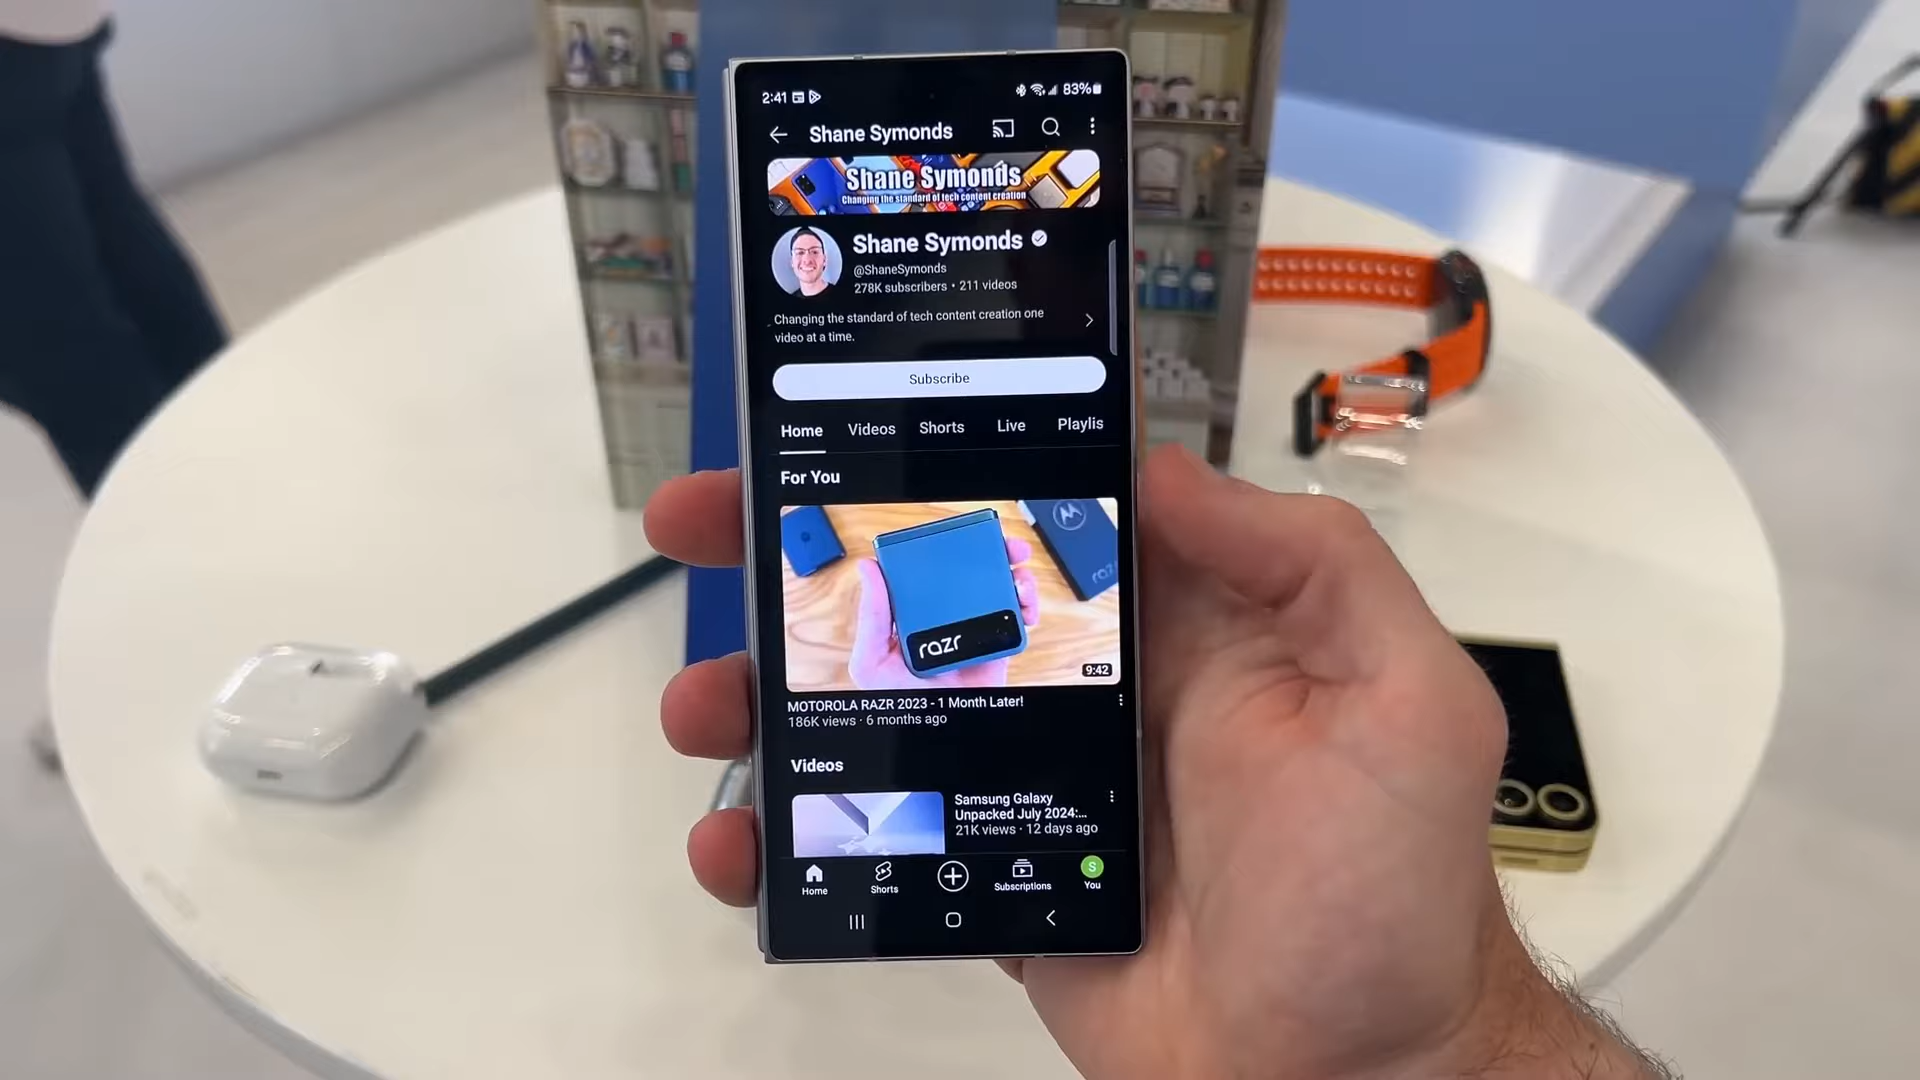 2:41 83%
Shane Symonds
Shane Symonds
Changing the standard of tech content creation
Shane Symonds
@ShaneSymonds
278K subscribers • 211 videos
Changing the standard of tech content creation one
video at a time.
Subscribe
Home Videos Shorts Live Playlis
For You
razr
razr
9:42
MOTOROLA RAZR 2023 - 1 Month Later!
186K views · 6 months ago
Videos
Samsung Galaxy
Unpacked July 2024:...
21K views · 12 days ago
S
Home Shorts Subscriptions You